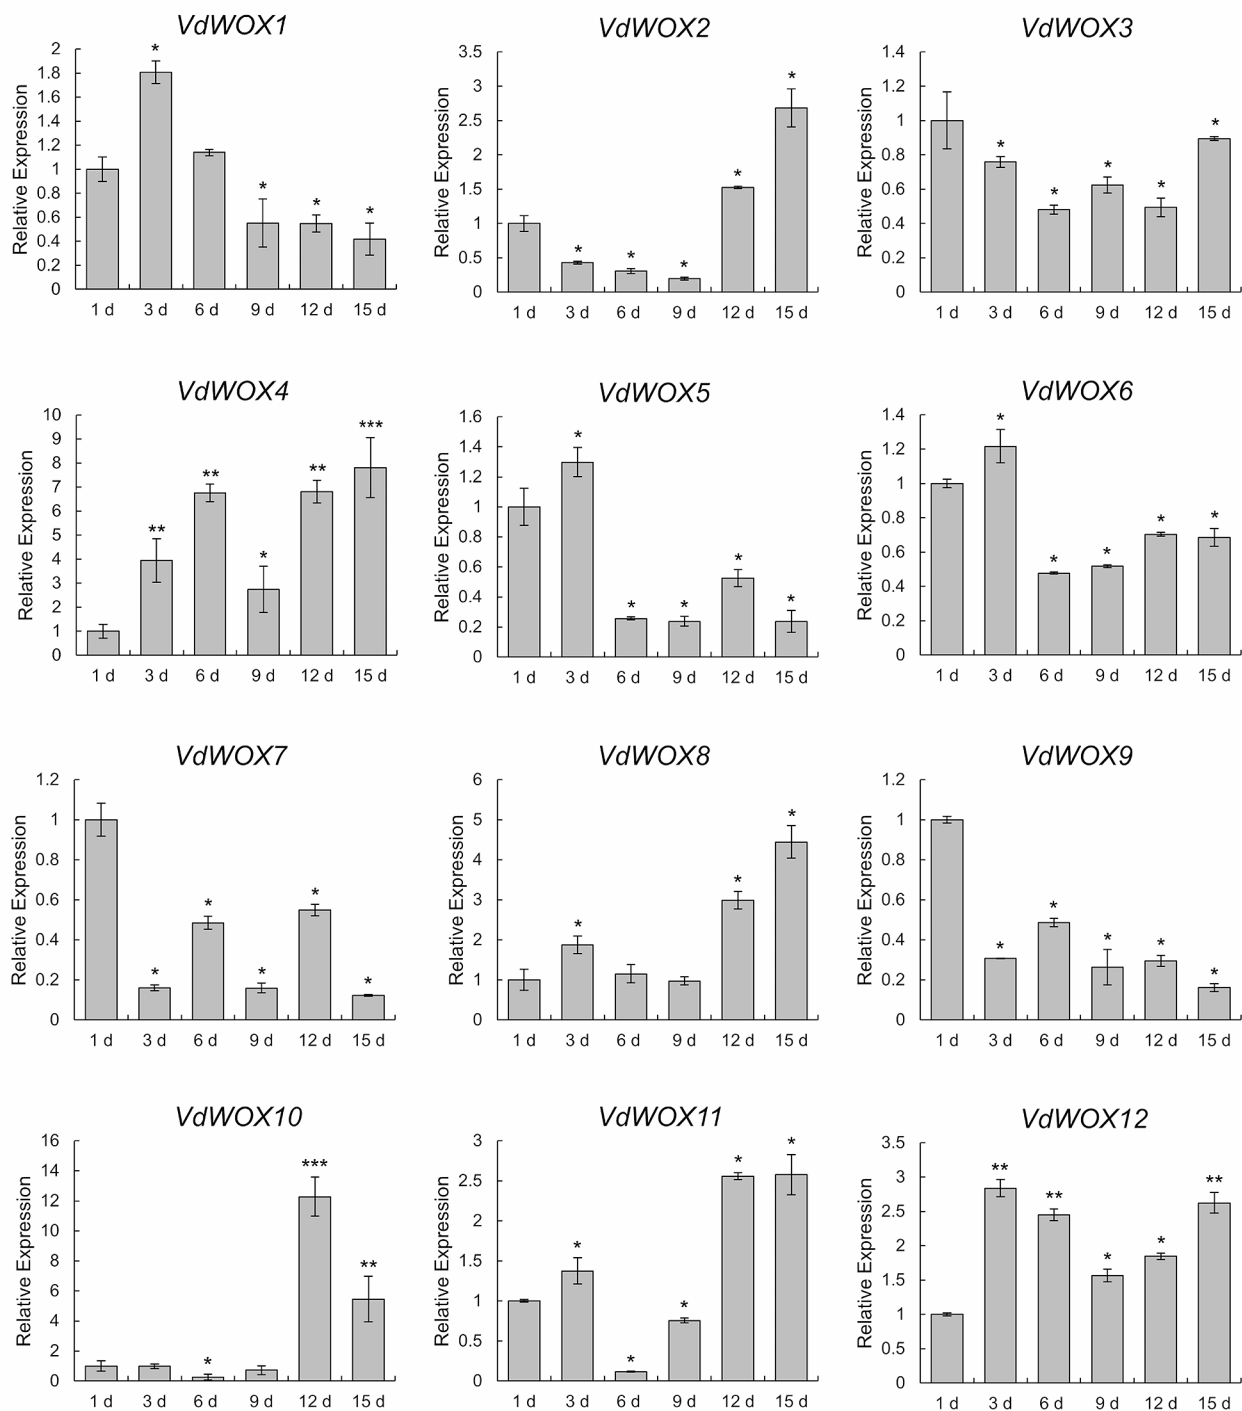 VdWOX1
Relative Expression
2
1.8
1.6
1.4
1.2
1
0.8
0.6
0.4
0.2
0
*
* * *
1 d 3 d 6 d 9 d 12 d 15 d
VdWOX2
Relative Expression
3.5
3
2.5
2
1.5
1
0.5
0
* * * * *
1 d 3 d 6 d 9 d 12 d 15 d
VdWOX3
Relative Expression
1.4
1.2
1
0.8
0.6
0.4
0.2
0
* * * * *
1 d 3 d 6 d 9 d 12 d 15 d
VdWOX4
Relative Expression
10
9
8
7
6
5
4
3
2
1
0
** ** * ** ***
1 d 3 d 6 d 9 d 12 d 15 d
VdWOX5
Relative Expression
1.6
1.4
1.2
1
0.8
0.6
0.4
0.2
0
* * * * *
1 d 3 d 6 d 9 d 12 d 15 d
VdWOX6
Relative Expression
1.4
1.2
1
0.8
0.6
0.4
0.2
0
* * * * *
1 d 3 d 6 d 9 d 12 d 15 d
VdWOX7
Relative Expression
1.2
1
0.8
0.6
0.4
0.2
0
* * * * *
1 d 3 d 6 d 9 d 12 d 15 d
VdWOX8
Relative Expression
6
5
4
3
2
1
0
* * *
1 d 3 d 6 d 9 d 12 d 15 d
VdWOX9
Relative Expression
1.2
1
0.8
0.6
0.4
0.2
0
* * * * *
1 d 3 d 6 d 9 d 12 d 15 d
VdWOX10
Relative Expression
16
14
12
10
8
6
4
2
0
* *** **
1 d 3 d 6 d 9 d 12 d 15 d
VdWOX11
Relative Expression
3
2.5
2
1.5
1
0.5
0
* * * * *
1 d 3 d 6 d 9 d 12 d 15 d
VdWOX12
Relative Expression
3.5
3
2.5
2
1.5
1
0.5
0
** ** * * **
1 d 3 d 6 d 9 d 12 d 15 d